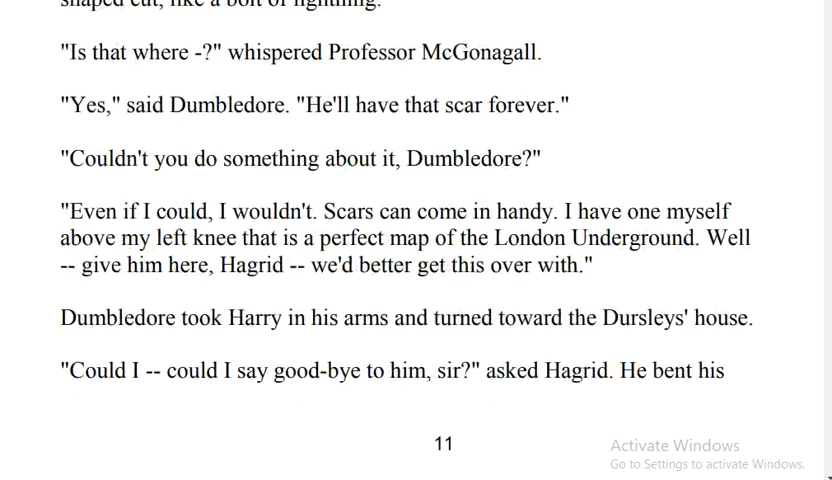 shaped cut, like a bolt of lightning.
"Is that where -?" whispered Professor McGonagall.
"Yes," said Dumbledore. "He'll have that scar forever."
"Couldn't you do something about it, Dumbledore?"
"Even if I could, I wouldn't. Scars can come in handy. I have one myself
above my left knee that is a perfect map of the London Underground. Well
-- give him here, Hagrid -- we'd better get this over with."
Dumbledore took Harry in his arms and turned toward the Dursleys' house.
"Could I -- could I say good-bye to him, sir?" asked Hagrid. He bent his
11
Activate Windows
Go to Settings to activate Windows.